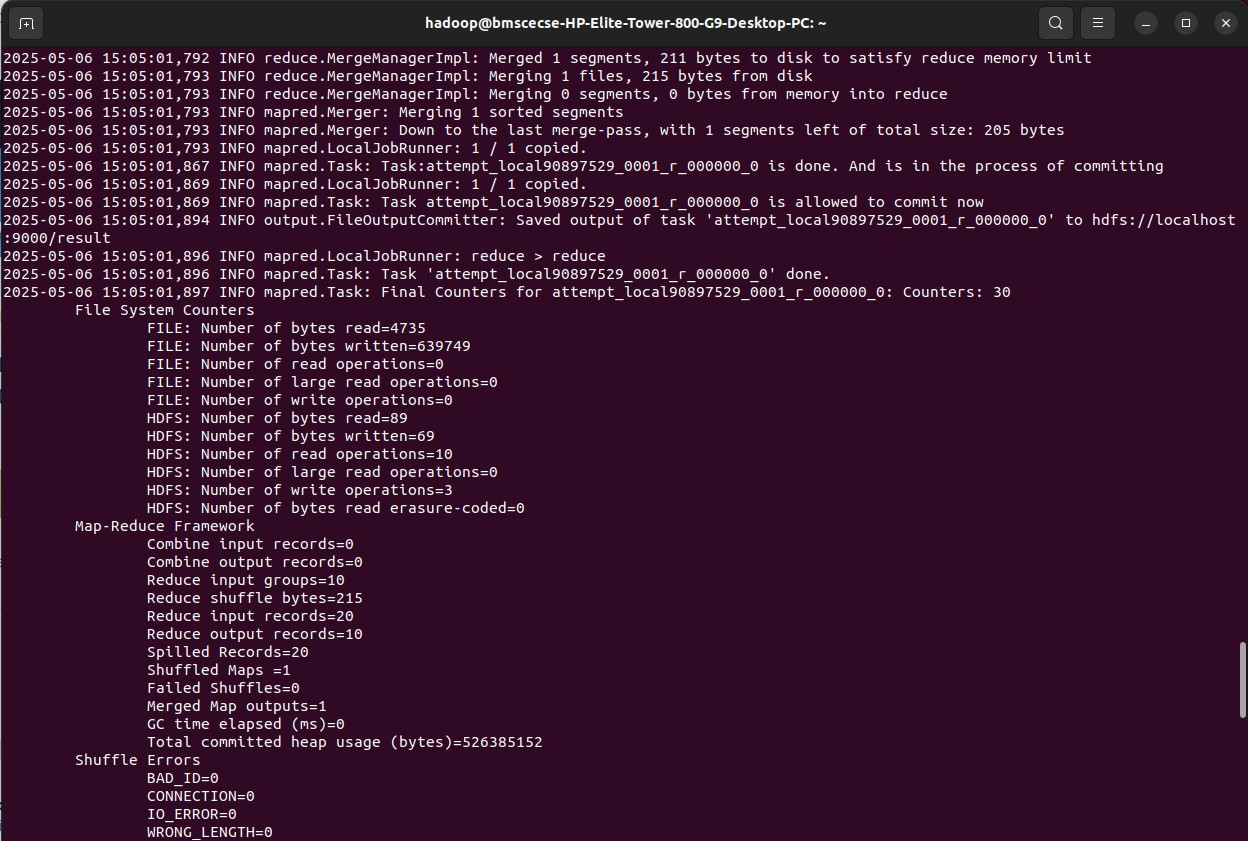 hadoop@bmscecse-HP-Elite-Tower-800-G9-Desktop-PC: ~
2025-05-06 15:05:01,792 INFO reduce.MergeManagerImpl: Merged 1 segments, 211 bytes to disk to satisfy reduce memory limit
2025-05-06 15:05:01,793 INFO reduce.MergeManagerImpl: Merging 1 files, 215 bytes from disk
2025-05-06 15:05:01,793 INFO reduce.MergeManagerImpl: Merging 0 segments, 0 bytes from memory into reduce
2025-05-06 15:05:01,793 INFO mapred.Merger: Merging 1 sorted segments
2025-05-06 15:05:01,793 INFO mapred.Merger: Down to the last merge-pass, with 1 segments left of total size: 205 bytes
2025-05-06 15:05:01,793 INFO mapred.LocalJobRunner: 1 / 1 copied.
2025-05-06 15:05:01,867 INFO mapred.Task: Task:attempt_local90897529_0001_r_000000_0 is done. And is in the process of committing
2025-05-06 15:05:01,869 INFO mapred.LocalJobRunner: 1 / 1 copied.
2025-05-06 15:05:01,869 INFO mapred.Task: Task attempt_local90897529_0001_r_000000_0 is allowed to commit now
2025-05-06 15:05:01,894 INFO output.FileOutputCommitter: Saved output of task 'attempt_local90897529_0001_r_000000_0' to hdfs://localhost
:9000/result
2025-05-06 15:05:01,896 INFO mapred.LocalJobRunner: reduce > reduce
2025-05-06 15:05:01,896 INFO mapred.Task: Task 'attempt_local90897529_0001_r_000000_0' done.
2025-05-06 15:05:01,897 INFO mapred.Task: Final Counters for attempt_local90897529_0001_r_000000_0: Counters: 30
File System Counters
FILE: Number of bytes read=4735
FILE: Number of bytes written=639749
FILE: Number of read operations=0
FILE: Number of large read operations=0
FILE: Number of write operations=0
HDFS: Number of bytes read=89
HDFS: Number of bytes written=69
HDFS: Number of read operations=10
HDFS: Number of large read operations=0
HDFS: Number of write operations=3
HDFS: Number of bytes read erasure-coded=0
Map-Reduce Framework
Combine input records=0
Combine output records=0
Reduce input groups=10
Reduce shuffle bytes=215
Reduce input records=20
Reduce output records=10
Spilled Records=20
Shuffled Maps =1
Failed Shuffles=0
Merged Map outputs=1
GC time elapsed (ms)=0
Total committed heap usage (bytes)=526385152
Shuffle Errors
BAD_ID=0
CONNECTION=0
IO_ERROR=0
WRONG_LENGTH=0